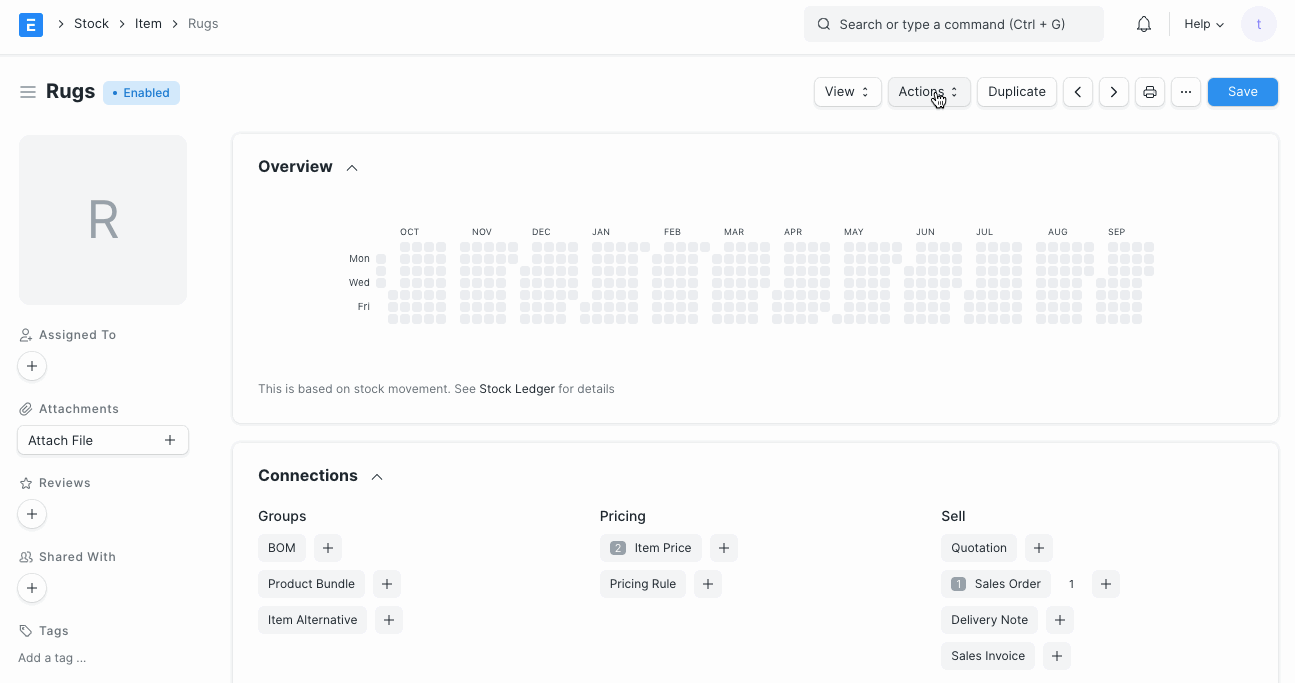 E > Stock > Item > Rugs
Search or type a command (Ctrl + G)
Help
t
Rugs
• Enabled
View
Actions
Duplicate
...
Save
R
Assigned To
Attachments
Attach File
Reviews
Shared With
Tags
Add a tag ...
Overview
OCT NOV DEC JAN FEB MAR APR MAY JUN JUL AUG SEP
Mon
Wed
Fri
This is based on stock movement. See Stock Ledger for details
Connections
Groups
BOM +
Product Bundle +
Item Alternative +
Pricing
2 Item Price +
Pricing Rule +
Sell
Quotation +
1 Sales Order 1 +
Delivery Note +
Sales Invoice +